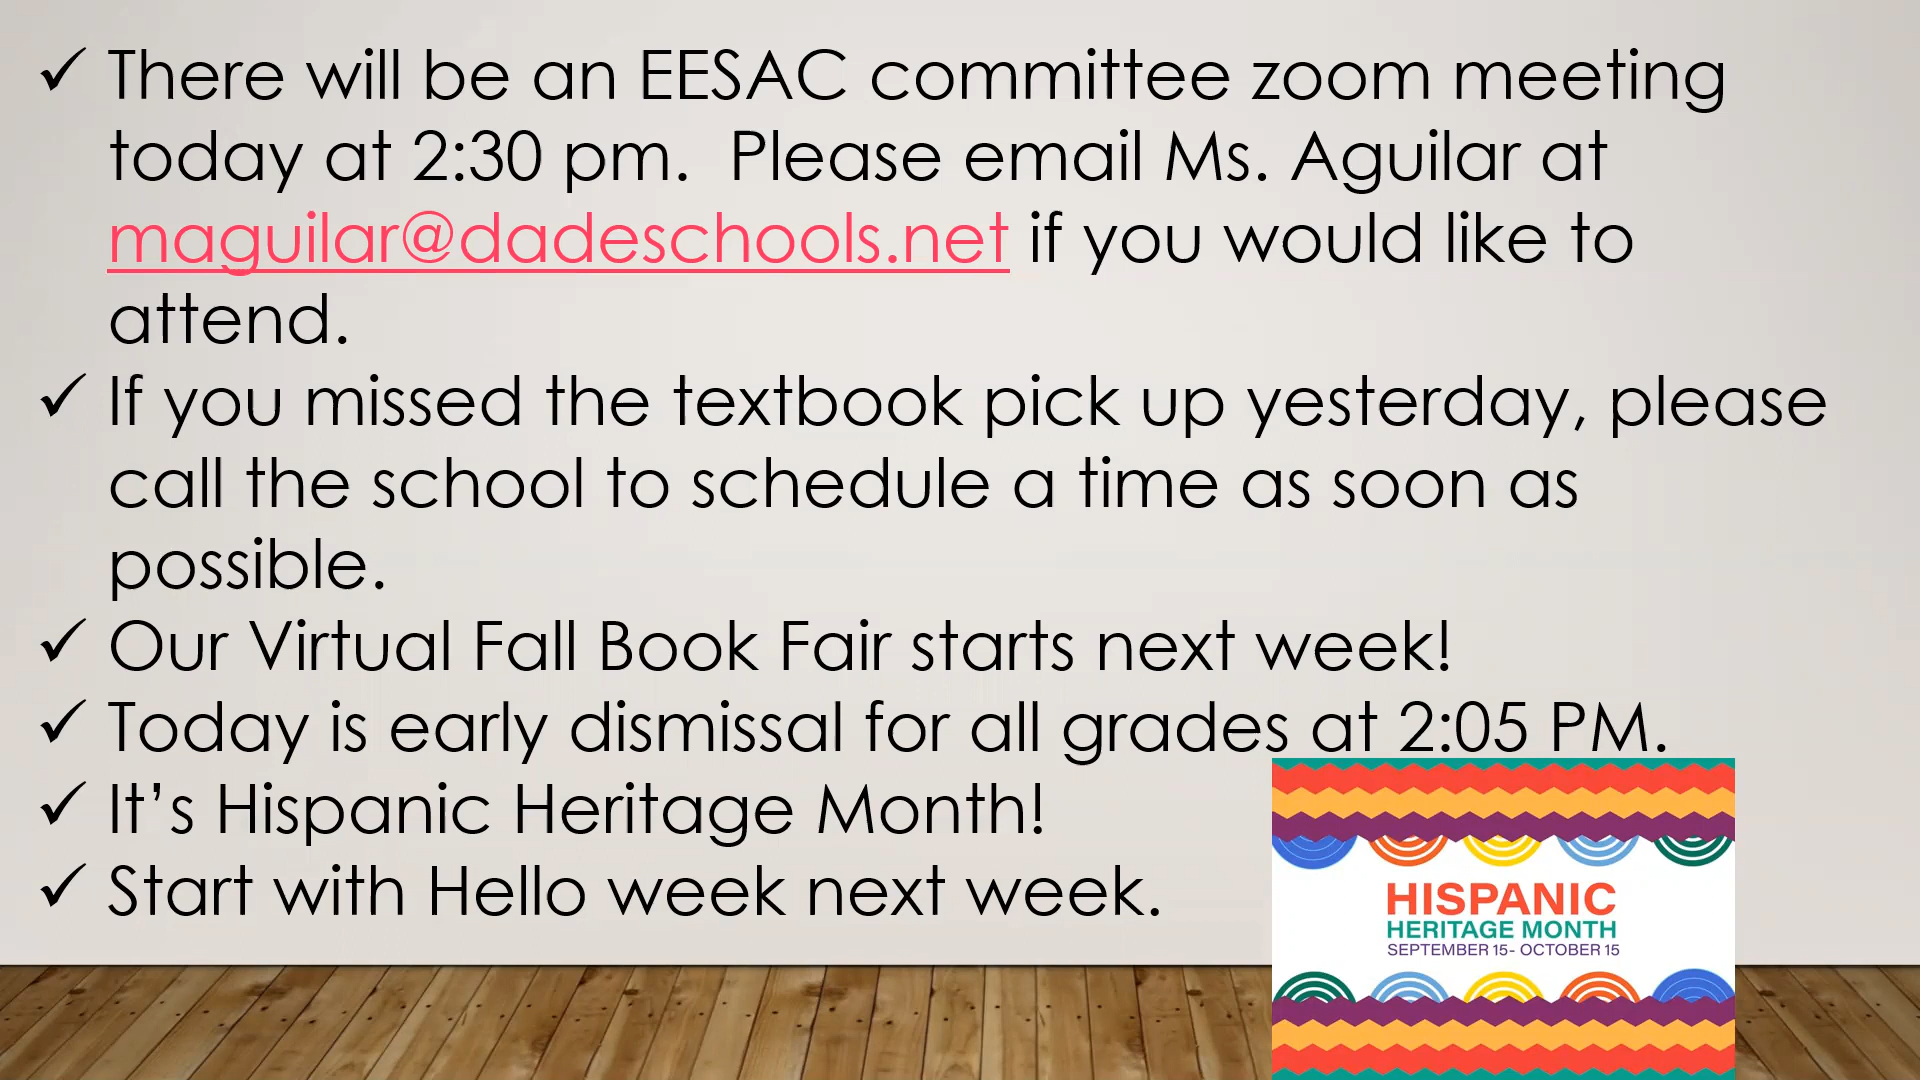 ✓ There will be an EESAC committee zoom meeting
today at 2:30 pm.  Please email Ms. Aguilar at
maguilar@dadeschools.net if you would like to
attend.
✓ If you missed the textbook pick up yesterday, please
call the school to schedule a time as soon as
possible.
✓ Our Virtual Fall Book Fair starts next week!
✓ Today is early dismissal for all grades at 2:05 PM.
✓ It’s Hispanic Heritage Month!
✓ Start with Hello week next week.
HISPANIC
HERITAGE MONTH
SEPTEMBER 15- OCTOBER 15